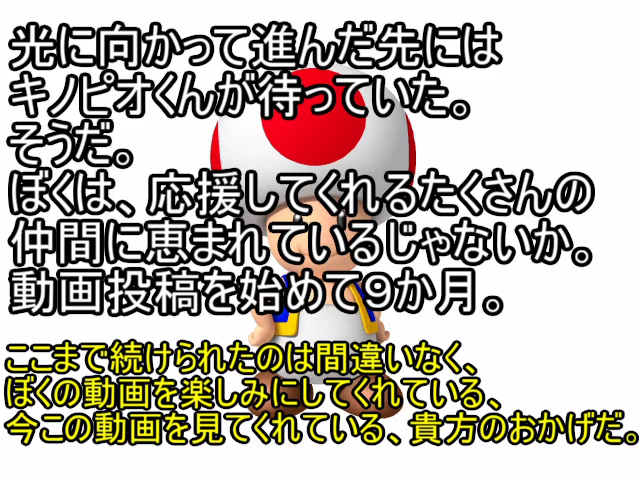 光に向かって進んだ先には
キノピオくんが待っていた。
そうだ。
ぼくは、応援してくれるたくさんの
仲間に恵まれているじゃないか。
動画投稿を始めて9か月。
ここまで続けられたのは間違いなく、
ぼくの動画を楽しみにしてくれている、
今この動画を見てくれている、貴方のおかげだ。